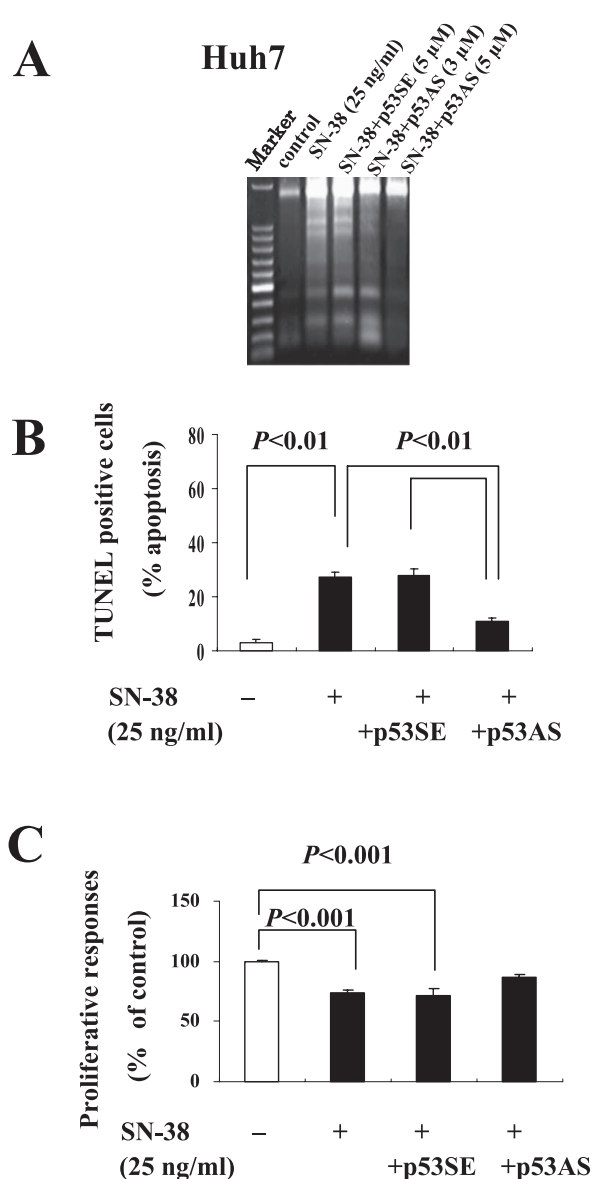 A
Huh7
Marker
control
SN-38 (25 ng/ml)
SN-38+p53SE (5 μM)
SN-38+p53AS (3 μM)
SN-38+p53AS (5 μM)
B
TUNEL positive cells
(% apoptosis)
80
60
40
20
0
P<0.01
P<0.01
SN-38 – + + +
(25 ng/ml) +p53SE +p53AS
C
Proliferative responses
(% of control)
P<0.001
150
P<0.001
100
50
0
SN-38 – + + +
(25 ng/ml) +p53SE +p53AS